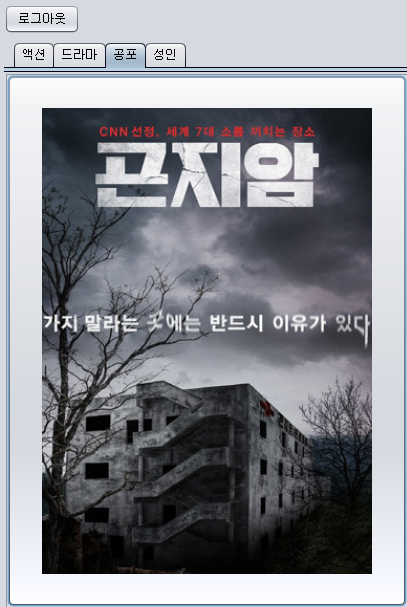 로그아웃
액션 드라마 공포 성인
CNN 선정, 세계 7대 소름 끼치는 장소
곤지암
가지 말라는 곳에는 반드시 이유가 있다